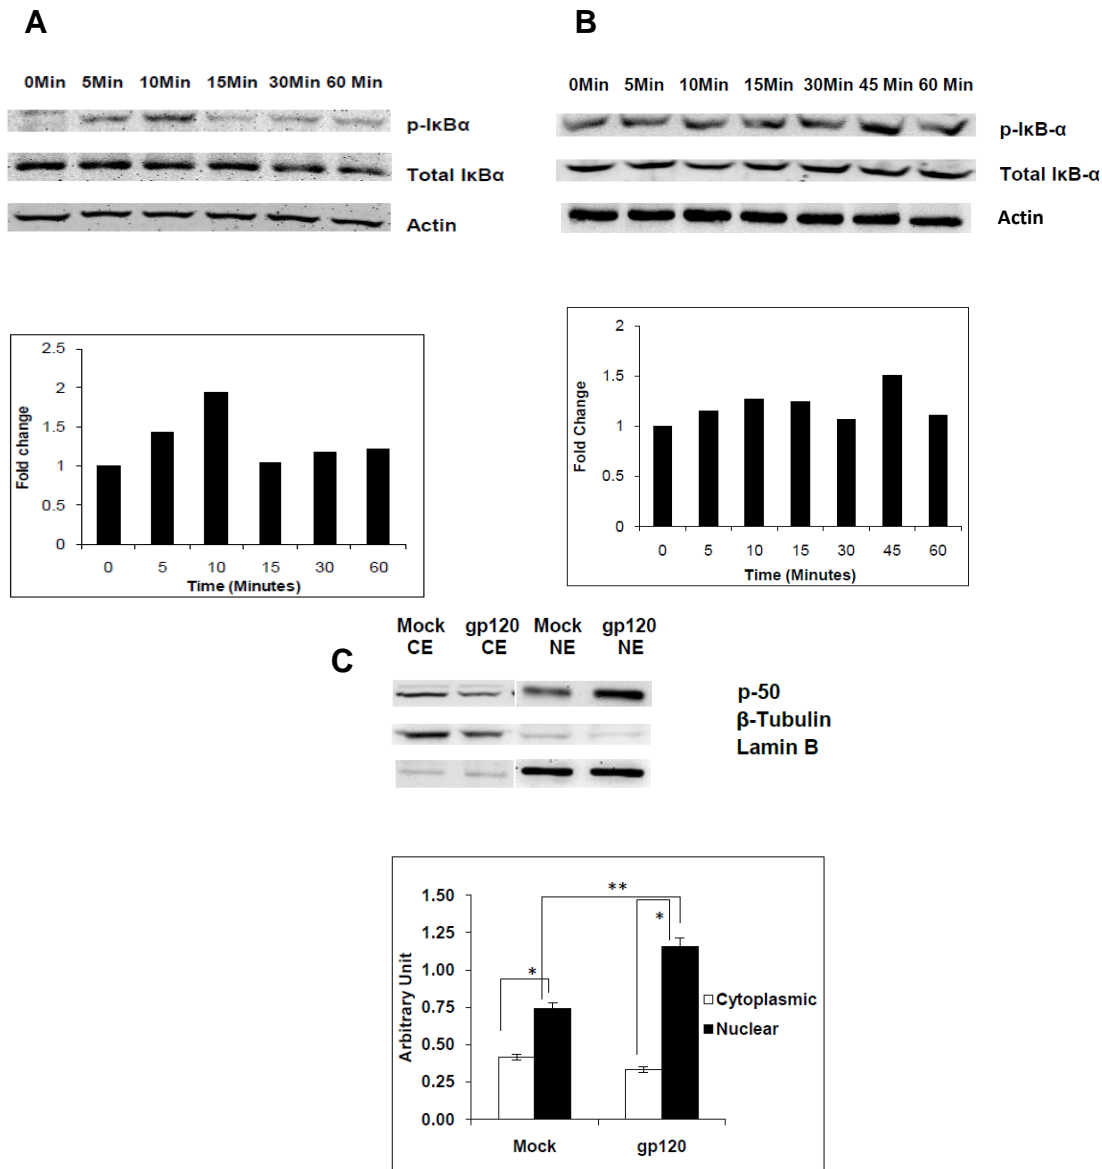 A
0Min 5Min 10Min 15Min 30Min 60 Min
p-IκBα
Total IκBα
Actin
2.5
2
1.5
1
0.5
0
Fold change
0 5 10 15 30 60
Time (Minutes)
B
0Min 5Min 10Min 15Min 30Min 45 Min 60 Min
p-IκB-α
Total IκB-α
Actin
2
1.5
1
0.5
0
Fold Change
0 5 10 15 30 45 60
Time (Minutes)
C
Mock gp120 Mock gp120
CE CE NE NE
p-50
β-Tubulin
Lamin B
1.50
1.25
1.00
0.75
0.50
0.25
0.00
Arbitrary Unit
**
*
*
Cytoplasmic
Nuclear
Mock gp120